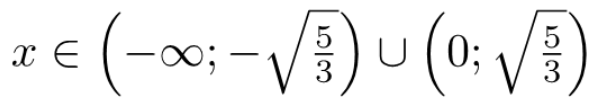 x ∈ (−∞; −√(5/3)) ∪ (0; √(5/3))